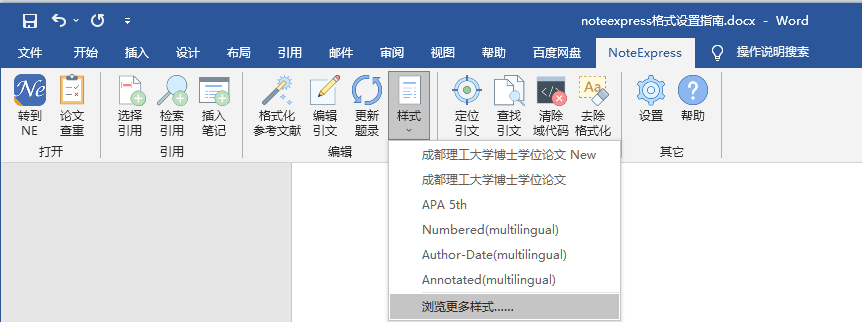 noteexpress格式设置指南.docx - Word
文件 开始 插入 设计 布局 引用 邮件 审阅 视图 帮助 百度网盘 NoteExpress 操作说明搜索
Ne
转到 论文 选择 检索 插入 格式化 编辑 更新 样式 定位 查找 清除 去除 设置 帮助
NE 查重 引用 引用 笔记 参考文献 引文 题录 引文 引文 域代码 格式化
打开 引用 编辑 其它
成都理工大学博士学位论文 New
成都理工大学博士学位论文
APA 5th
Numbered(multilingual)
Author-Date(multilingual)
Annotated(multilingual)
浏览更多样式......